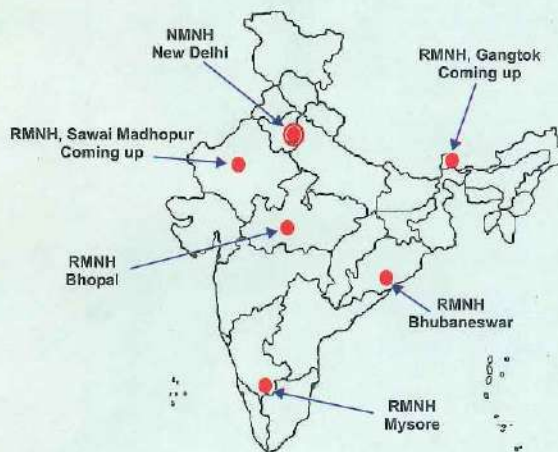 NMNH
New Delhi
RMNH, Gangtok
Coming up
RMNH, Sawai Madhopur
Coming up
RMNH
Bhopal
RMNH
Bhubaneswar
RMNH
Mysore